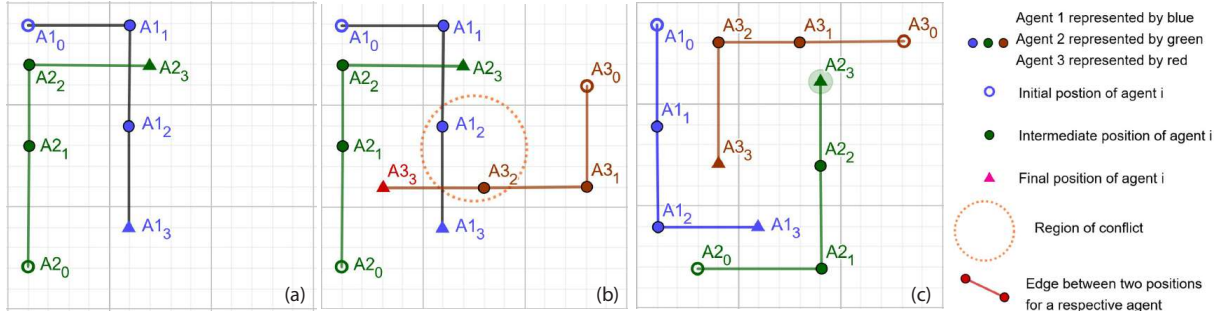 A1₀
A1₁
A2₂
A2₃
A1₂
A2₁
A1₃
A2₀
(a)
A1₀
A1₁
A2₂
A2₃
A3₀
A1₂
A2₁
A3₃
A3₂
A3₁
A1₃
A2₀
(b)
A1₀
A3₂
A3₁
A3₀
A2₃
A1₁
A3₃
A2₂
A1₂
A1₃
A2₀
A2₁
(c)
Agent 1 represented by blue
Agent 2 represented by green
Agent 3 represented by red
Initial postion of agent i
Intermediate position of agent i
Final position of agent i
Region of conflict
Edge between two positions
for a respective agent